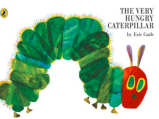 THE VERY
HUNGRY
CATERPILLAR
by Eric Carle